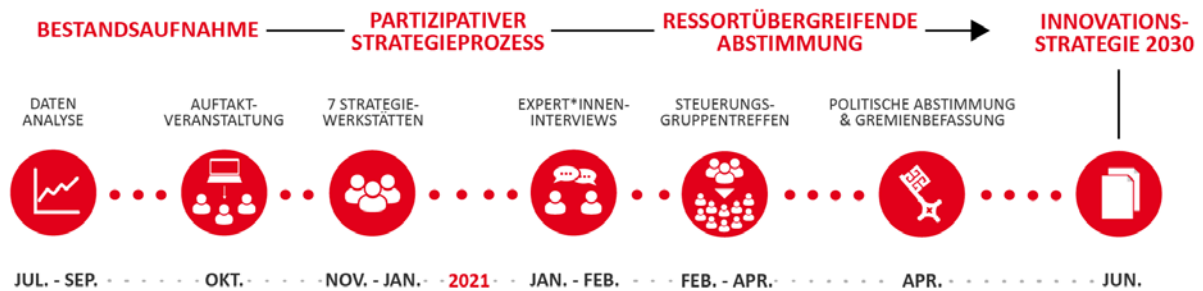 BESTANDSAUFNAHME
PARTIZIPATIVER
STRATEGIEPROZESS
RESSORTÜBERGREIFENDE
ABSTIMMUNG
INNOVATIONS-
STRATEGIE 2030
DATEN
ANALYSE
AUFTAKT-
VERANSTALTUNG
7 STRATEGIE-
WERKSTÄTTEN
EXPERT*INNEN-
INTERVIEWS
STEUERUNGS-
GRUPPENTREFFEN
POLITISCHE ABSTIMMUNG
& GREMIENBEFASSUNG
JUL. - SEP.
OKT.
NOV. - JAN.
2021
JAN. - FEB.
FEB. - APR.
APR.
JUN.